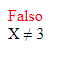 Falso
X ≠ 3